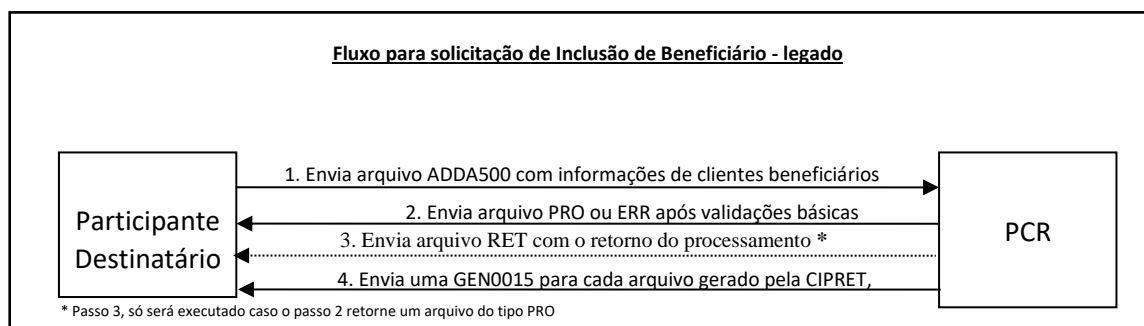 Fluxo para solicitação de Inclusão de Beneficiário - legado
1. Envia arquivo ADDA500 com informações de clientes beneficiários
2. Envia arquivo PRO ou ERR após validações básicas
Participante
Destinatário
PCR
3. Envia arquivo RET com o retorno do processamento *
4. Envia uma GEN0015 para cada arquivo gerado pela CIPRET,
* Passo 3, só será executado caso o passo 2 retorne um arquivo do tipo PRO